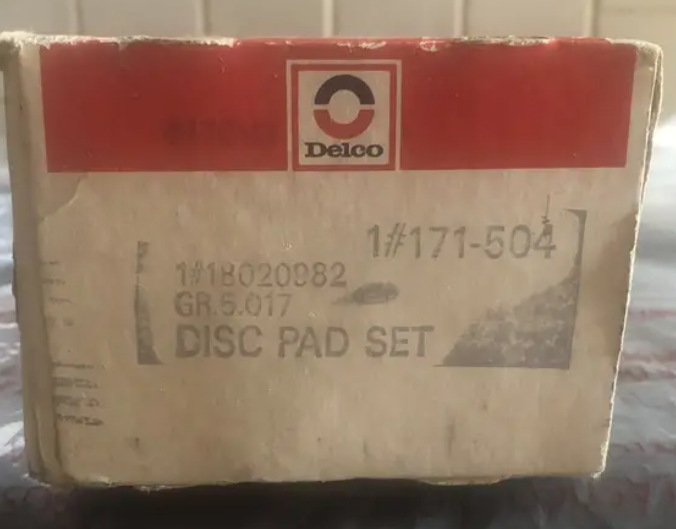 Delco
1#171-504
1#18020982
GR.5.017
DISC PAD SET